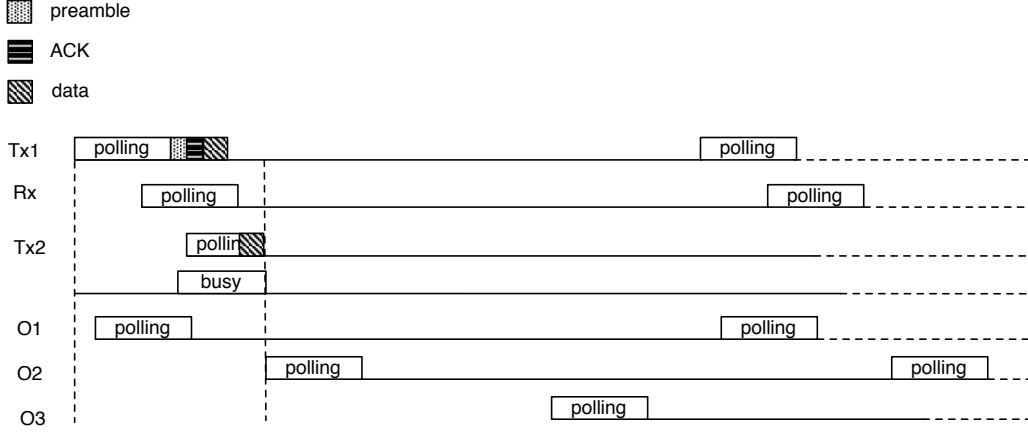 preamble
ACK
data
Tx1 polling polling
Rx polling polling
Tx2 pollin
busy
O1 polling polling
O2 polling polling
O3 polling